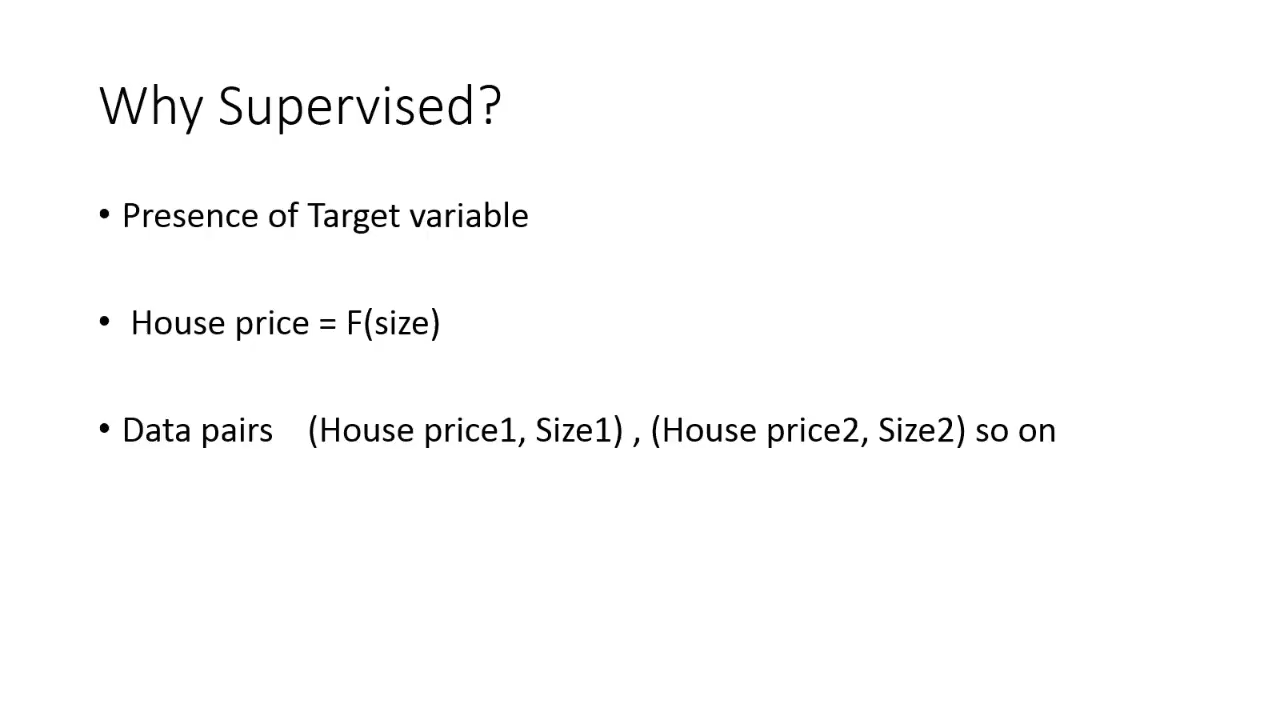 Why Supervised?
• Presence of Target variable
• House price = F(size)
• Data pairs (House price1, Size1) , (House price2, Size2) so on